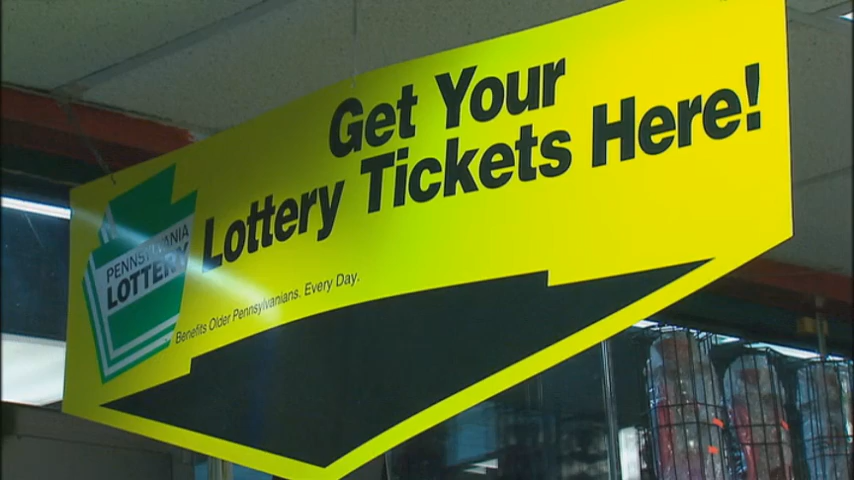 Get Your
Lottery Tickets Here!
PENNSYLVANIA
LOTTERY
Benefits Older Pennsylvanians. Every Day.